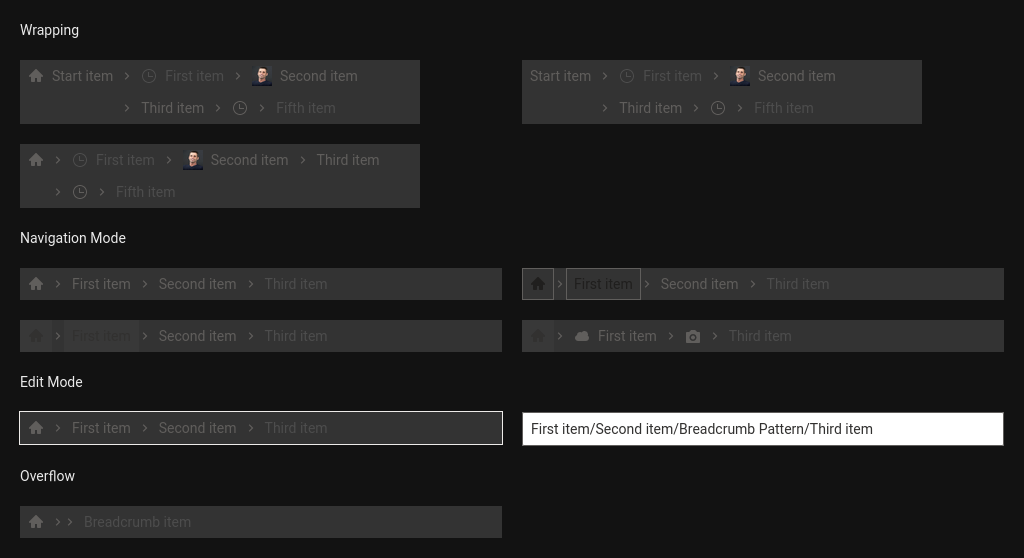 Wrapping
Start item First item Second item
Third item Fifth item
Start item First item Second item
Third item Fifth item
First item Second item Third item
Fifth item
Navigation Mode
First item Second item Third item
First item Second item Third item
First item Second item Third item
First item Third item
Edit Mode
First item Second item Third item
First item/Second item/Breadcrumb Pattern/Third item
Overflow
Breadcrumb item